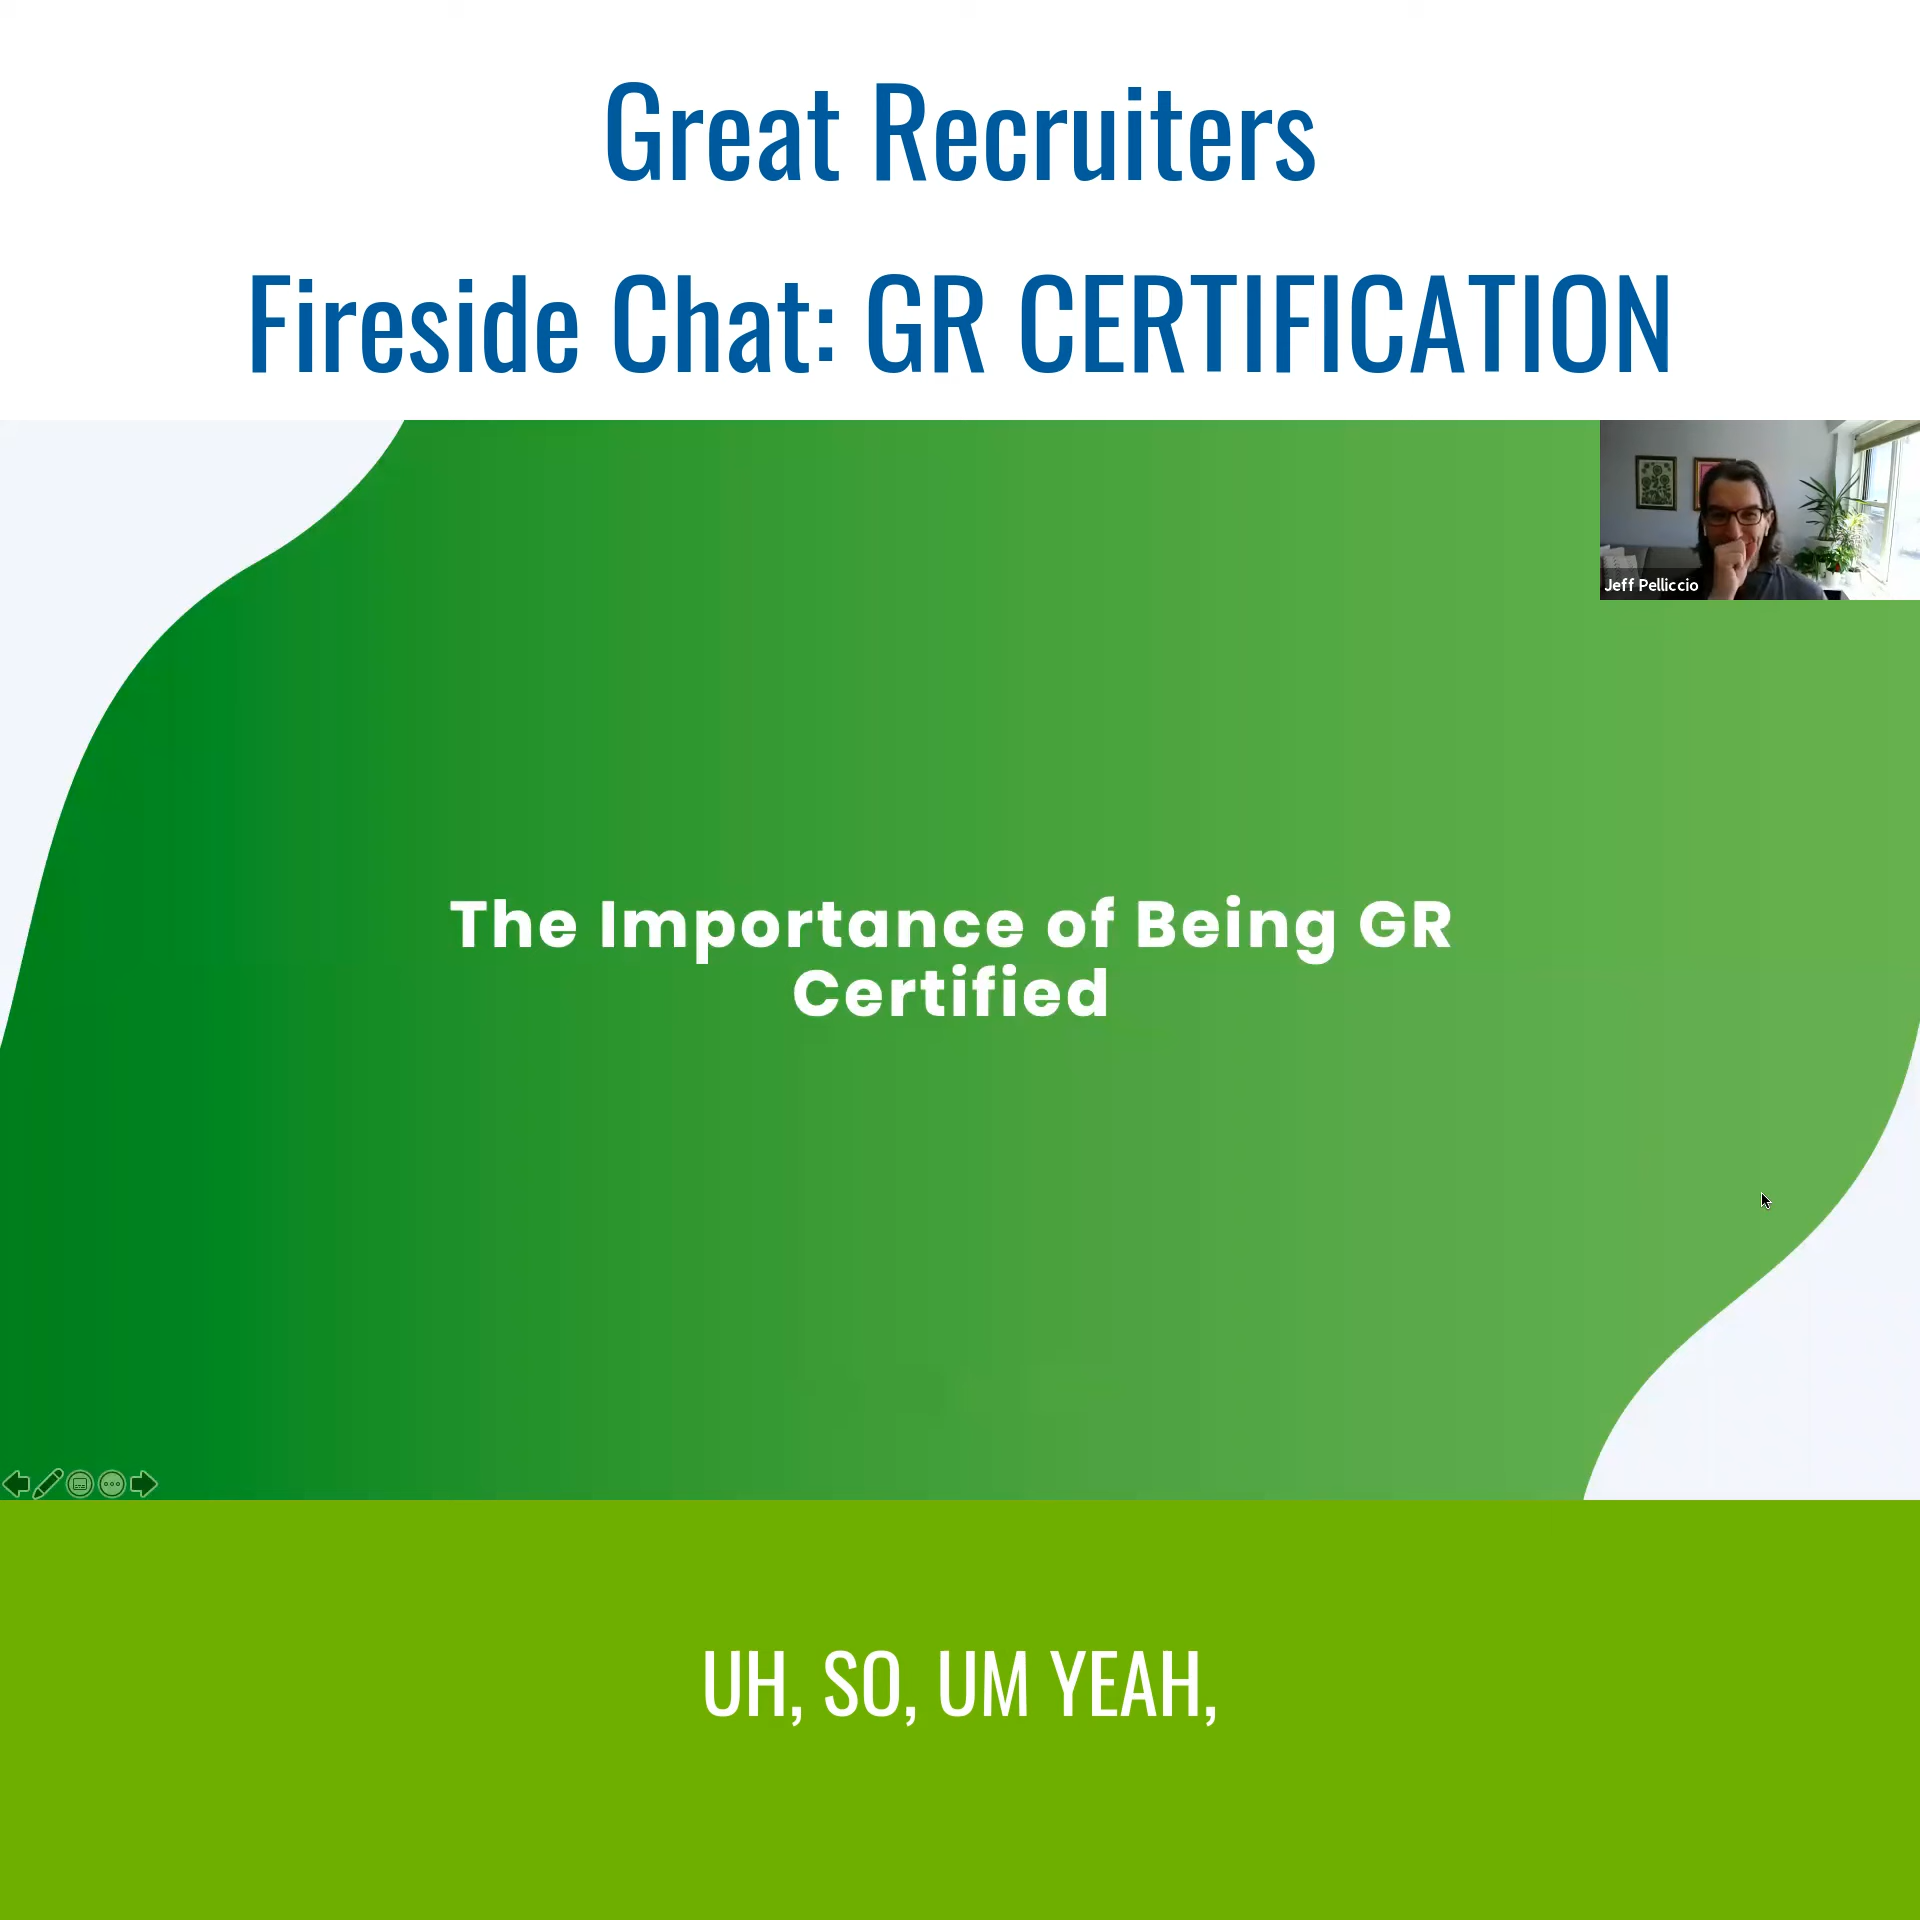 Great Recruiters
Fireside Chat: GR CERTIFICATION
Jeff Pelliccio
The Importance of Being GR
Certified
UH, SO, UM YEAH,